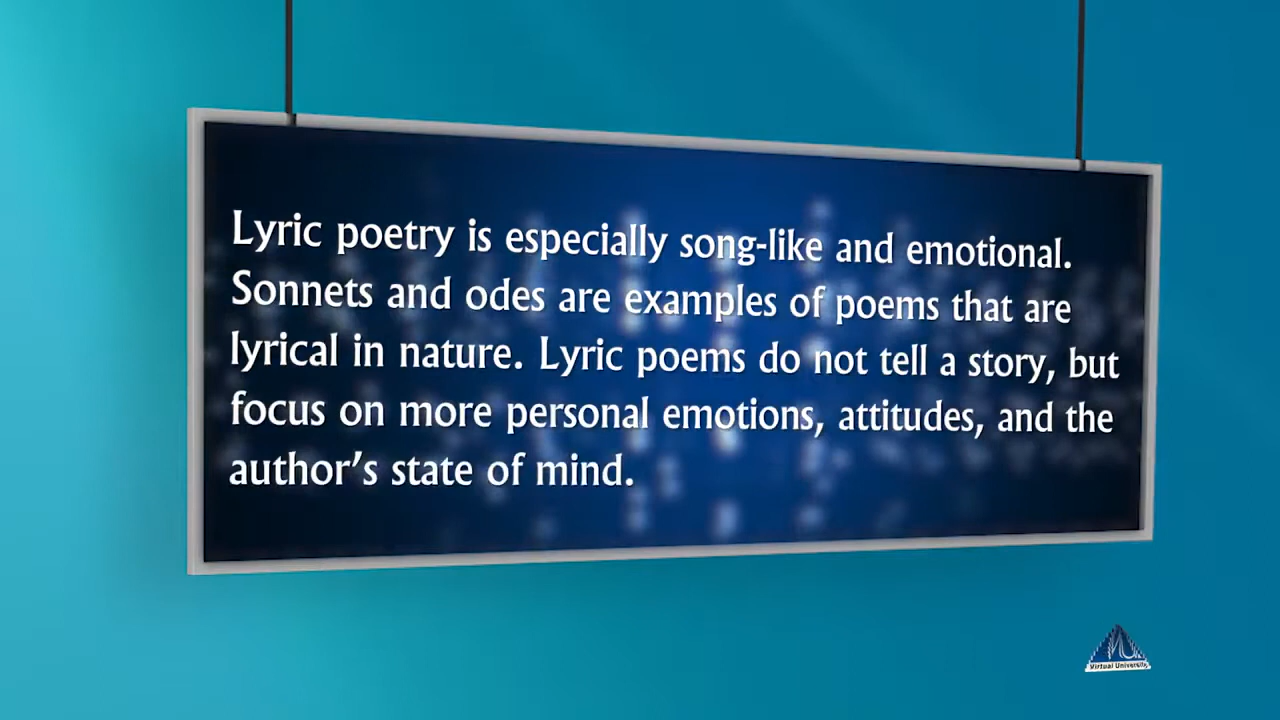 Lyric poetry is especially song-like and emotional.
Sonnets and odes are examples of poems that are
lyrical in nature. Lyric poems do not tell a story, but
focus on more personal emotions, attitudes, and the
author’s state of mind.
Virtual University